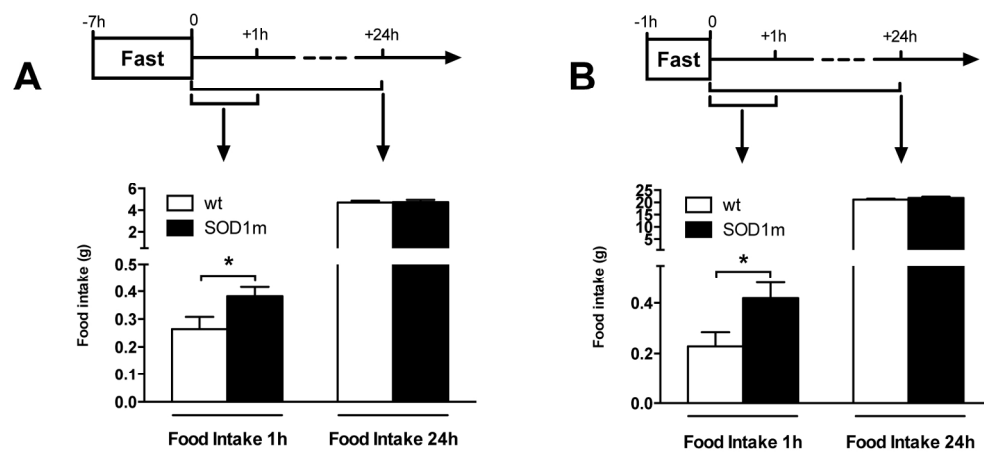 -7h
0
+1h
+24h
Fast
A
6
4
2
0.5
0.4
0.3
0.2
0.1
0.0
Food intake (g)
wt
SOD1m
*
Food Intake 1h
Food Intake 24h
-1h
0
+1h
+24h
Fast
B
25
20
15
10
5
0.4
0.2
0.0
Food intake (g)
wt
SOD1m
*
Food Intake 1h
Food Intake 24h